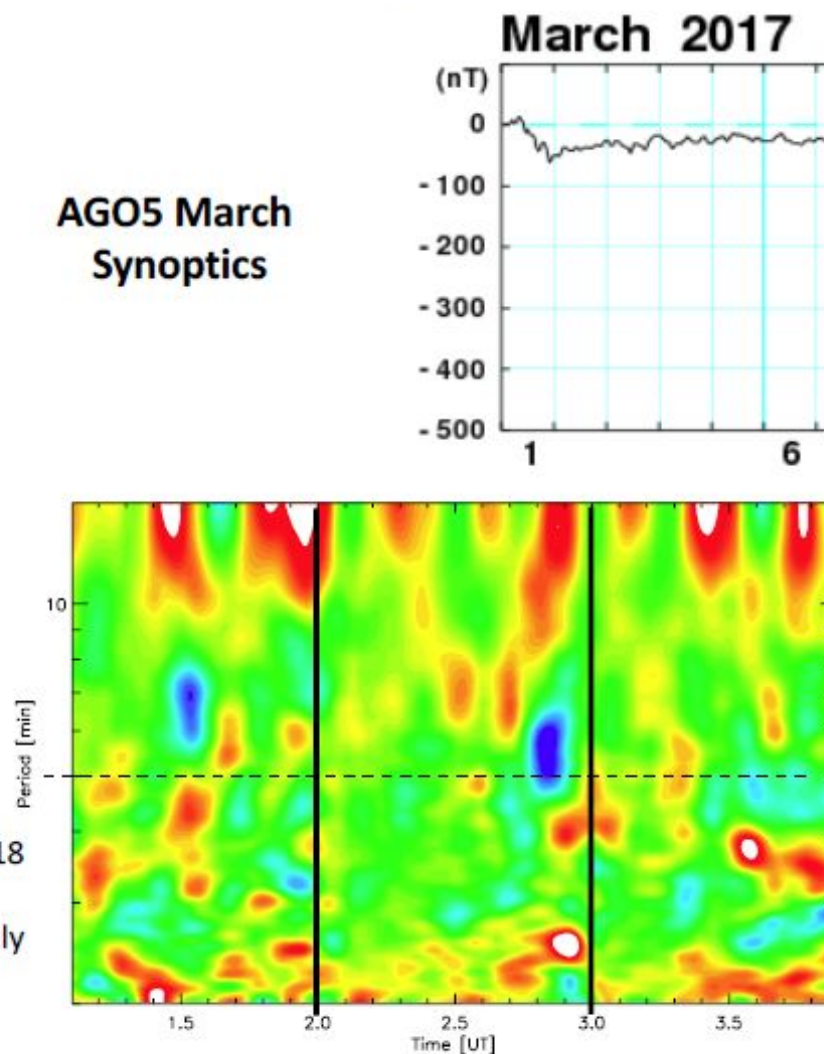 March 2017
(nT)
0
-100
-200
-300
-400
-500
1 6
AGO5 March
Synoptics
10
Period [min]
18
ly
1.5 2.0 2.5 3.0 3.5
Time [UT]